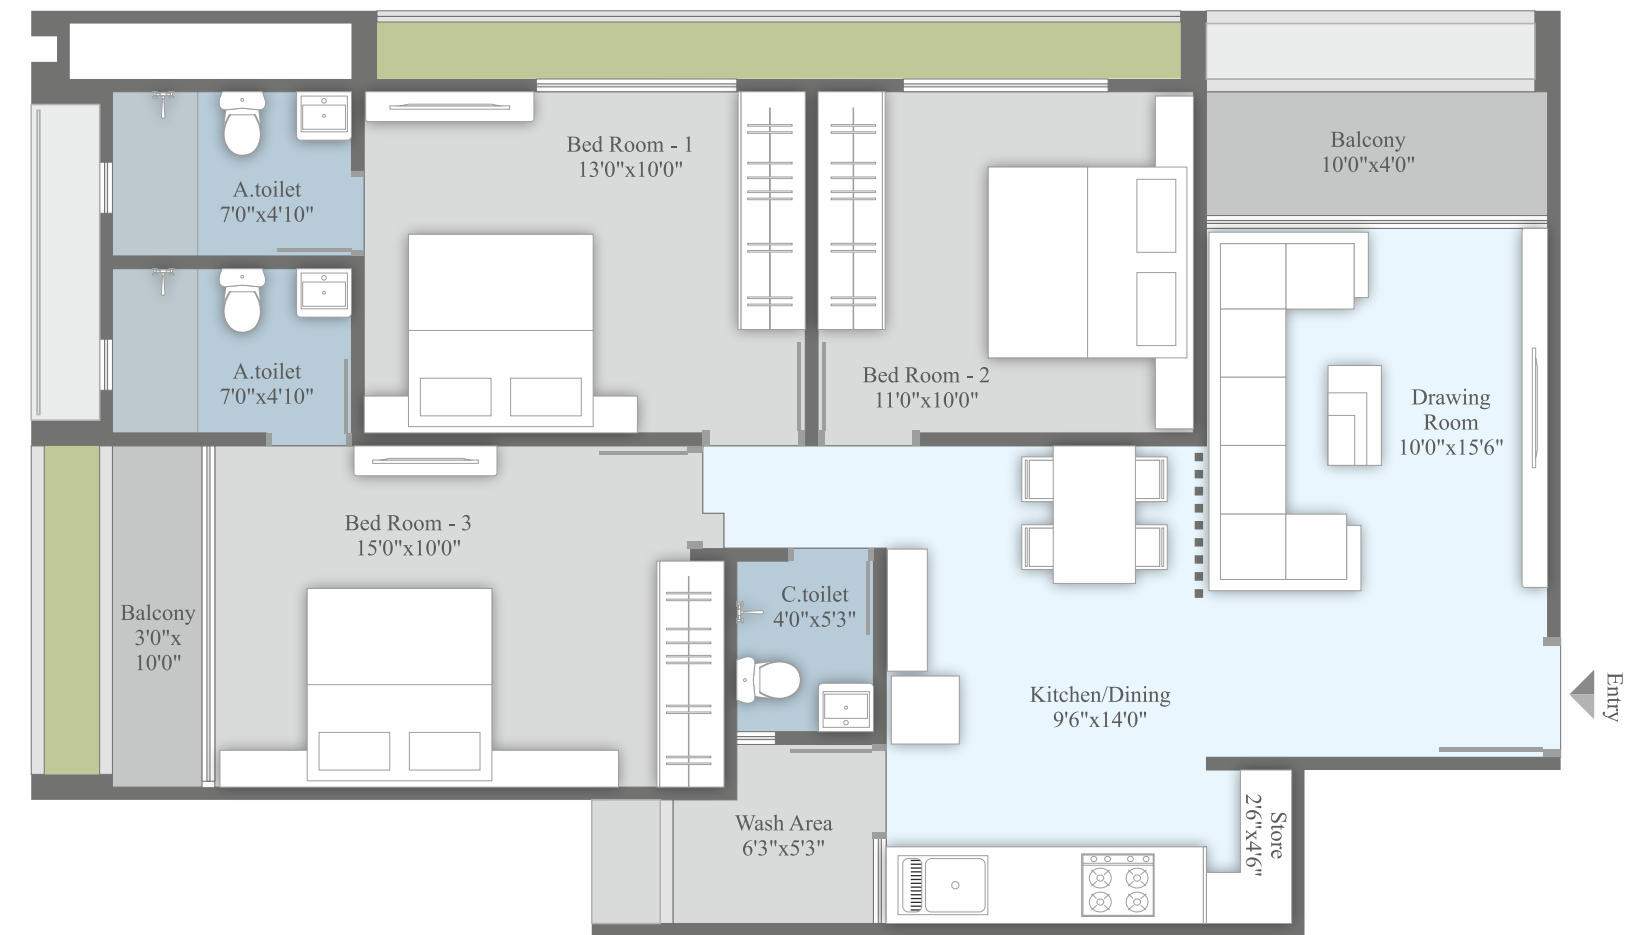 Bed Room - 1
13'0"x10'0"
Balcony
10'0"x4'0"
A.toilet
7'0"x4'10"
A.toilet
7'0"x4'10"
Bed Room - 2
11'0"x10'0"
Drawing
Room
10'0"x15'6"
Bed Room - 3
15'0"x10'0"
Balcony
3'0"x
10'0"
C.toilet
4'0"x5'3"
Kitchen/Dining
9'6"x14'0"
Entry
Wash Area
6'3"x5'3"
Store
2'6"x4'6"